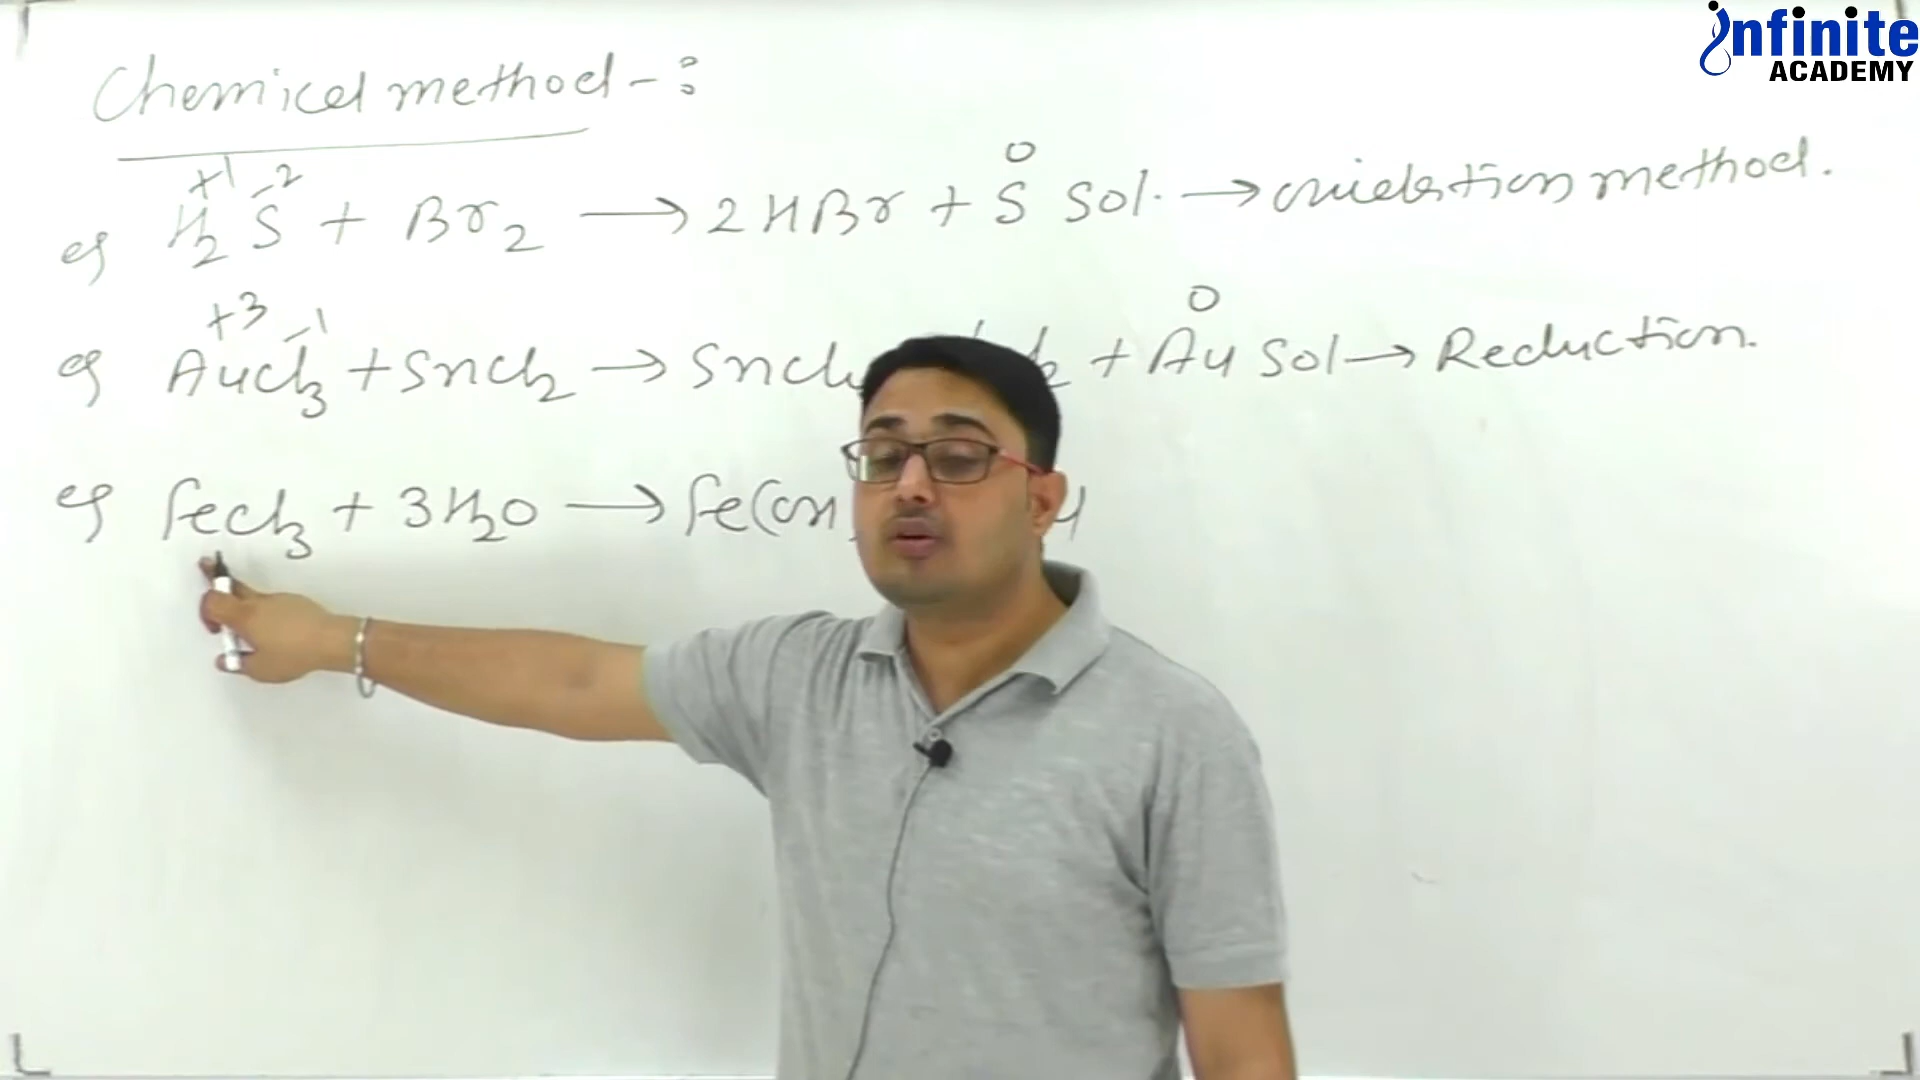 infinite
ACADEMY
Chemical method -:
+1 -2 0
eg H2S + Br2 → 2HBr + S Sol. → oxidation method.
+3 -1 0
eg AuCl3 + SnCl2 → SnCl + Au Sol → Reduction.
eg FeCl3 + 3H2O → Fe(OH